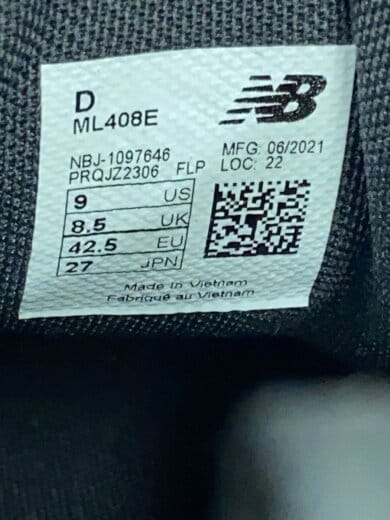 D
ML408E
NB
NBJ-1097646
PRQJZ2306 FLP
MFG: 06/2021
LOC: 22
9 US
8.5 UK
42.5 EU
27 JPN
Made in Vietnam
Fabriqué au Vietnam